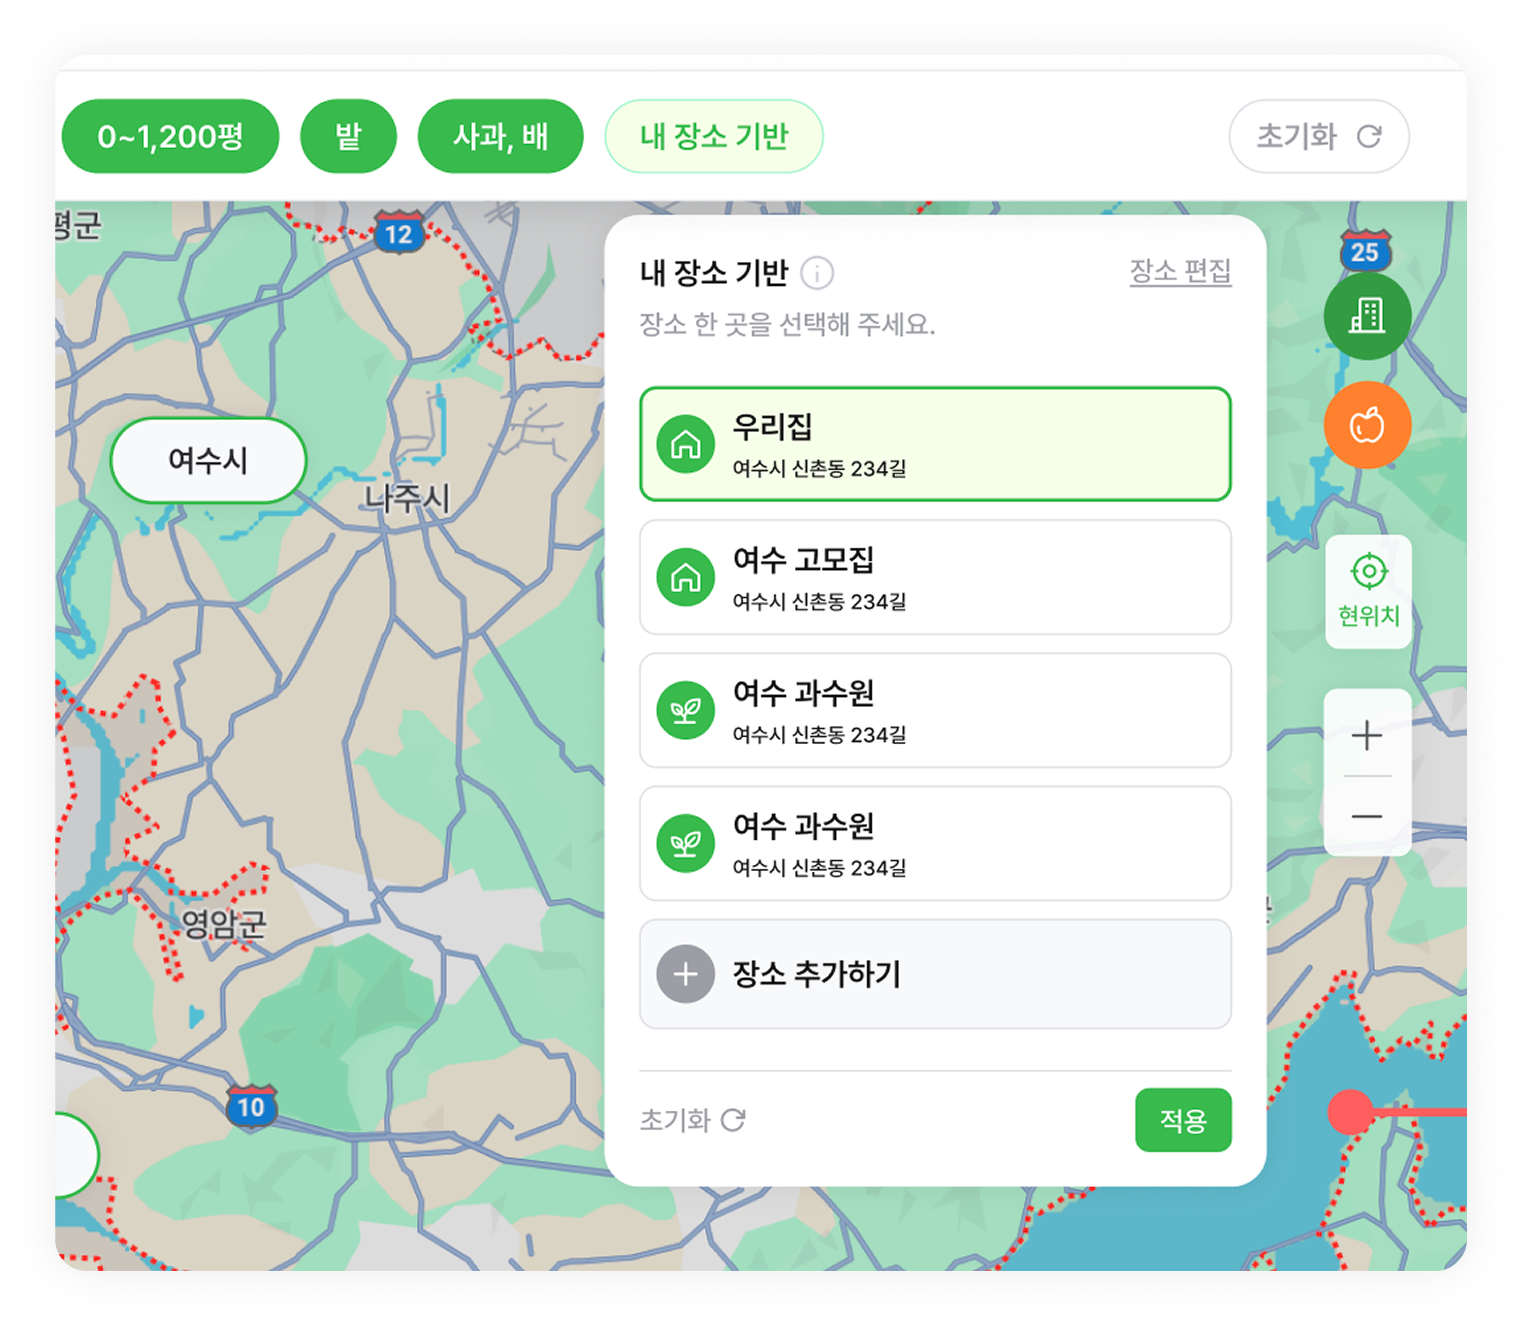 0~1,200평
밭
사과, 배
내 장소 기반
초기화
평군
12
25
내 장소 기반
장소 편집
장소 한 곳을 선택해 주세요.
우리집
여수시 신촌동 234길
여수시
나주시
여수 고모집
여수시 신촌동 234길
현위치
여수 과수원
여수시 신촌동 234길
여수 과수원
여수시 신촌동 234길
영암군
장소 추가하기
10
초기화
적용